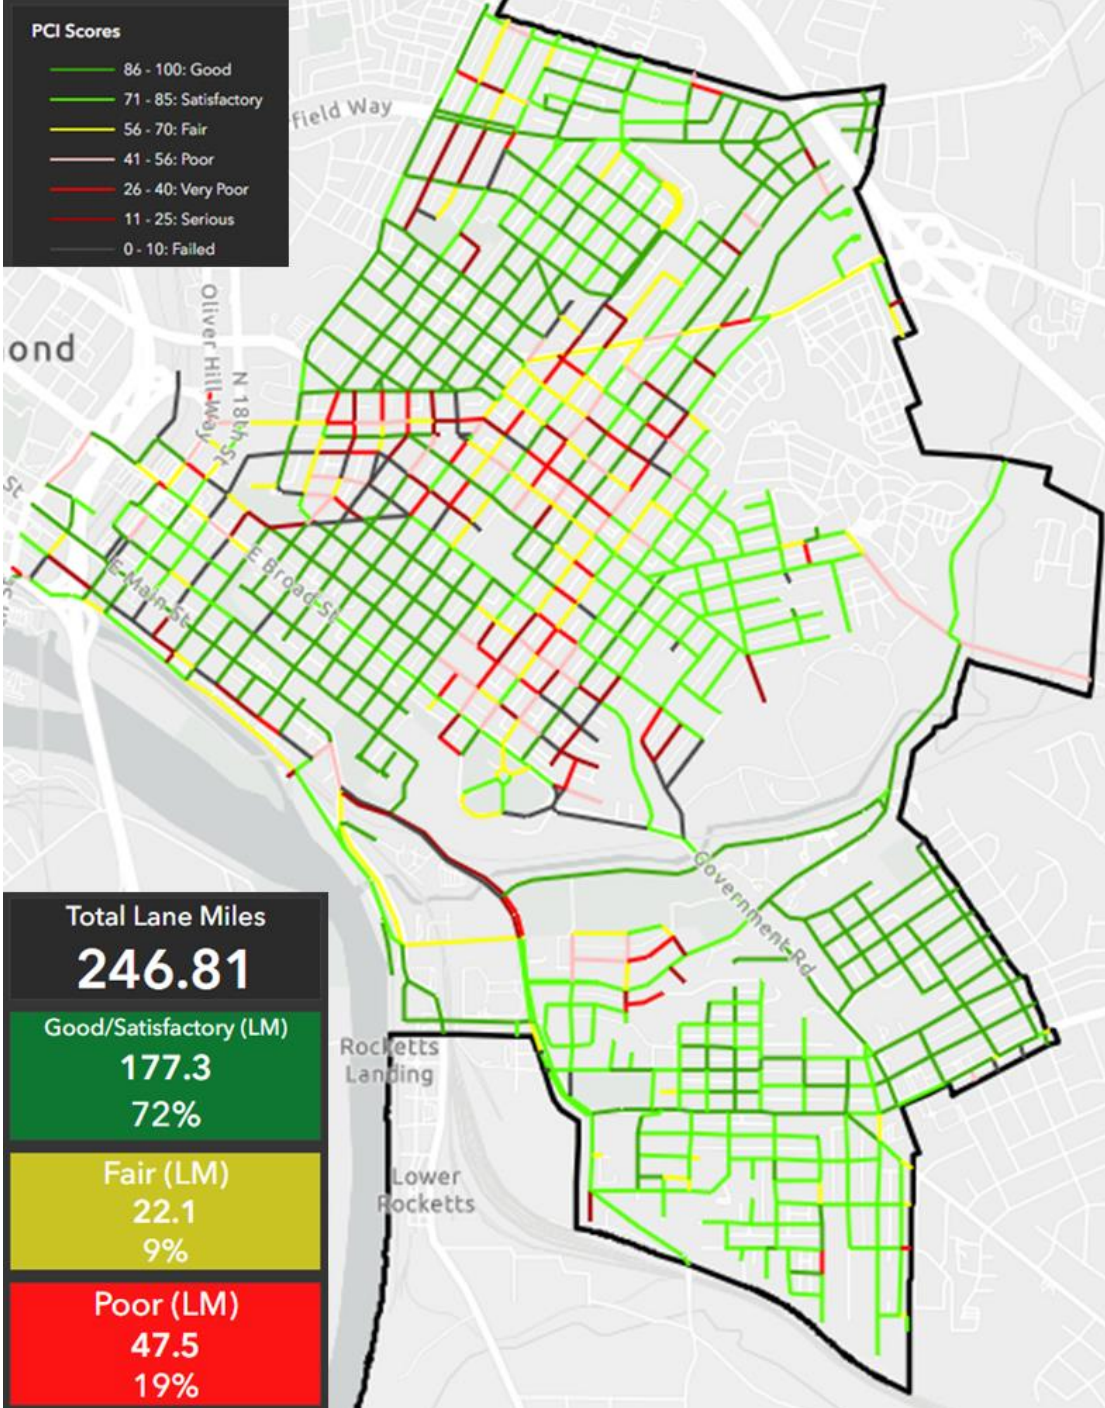 PCI Scores
86 - 100: Good
71 - 85: Satisfactory
56 - 70: Fair
41 - 56: Poor
26 - 40: Very Poor
11 - 25: Serious
0 - 10: Failed
field Way
ond
Oliver Hill Way
N 18th St
St
E Broad St
E Main St
Government Rd
Total Lane Miles
246.81
Good/Satisfactory (LM)
177.3
72%
Fair (LM)
22.1
9%
Poor (LM)
47.5
19%
Rocketts
Landing
Lower
Rocketts